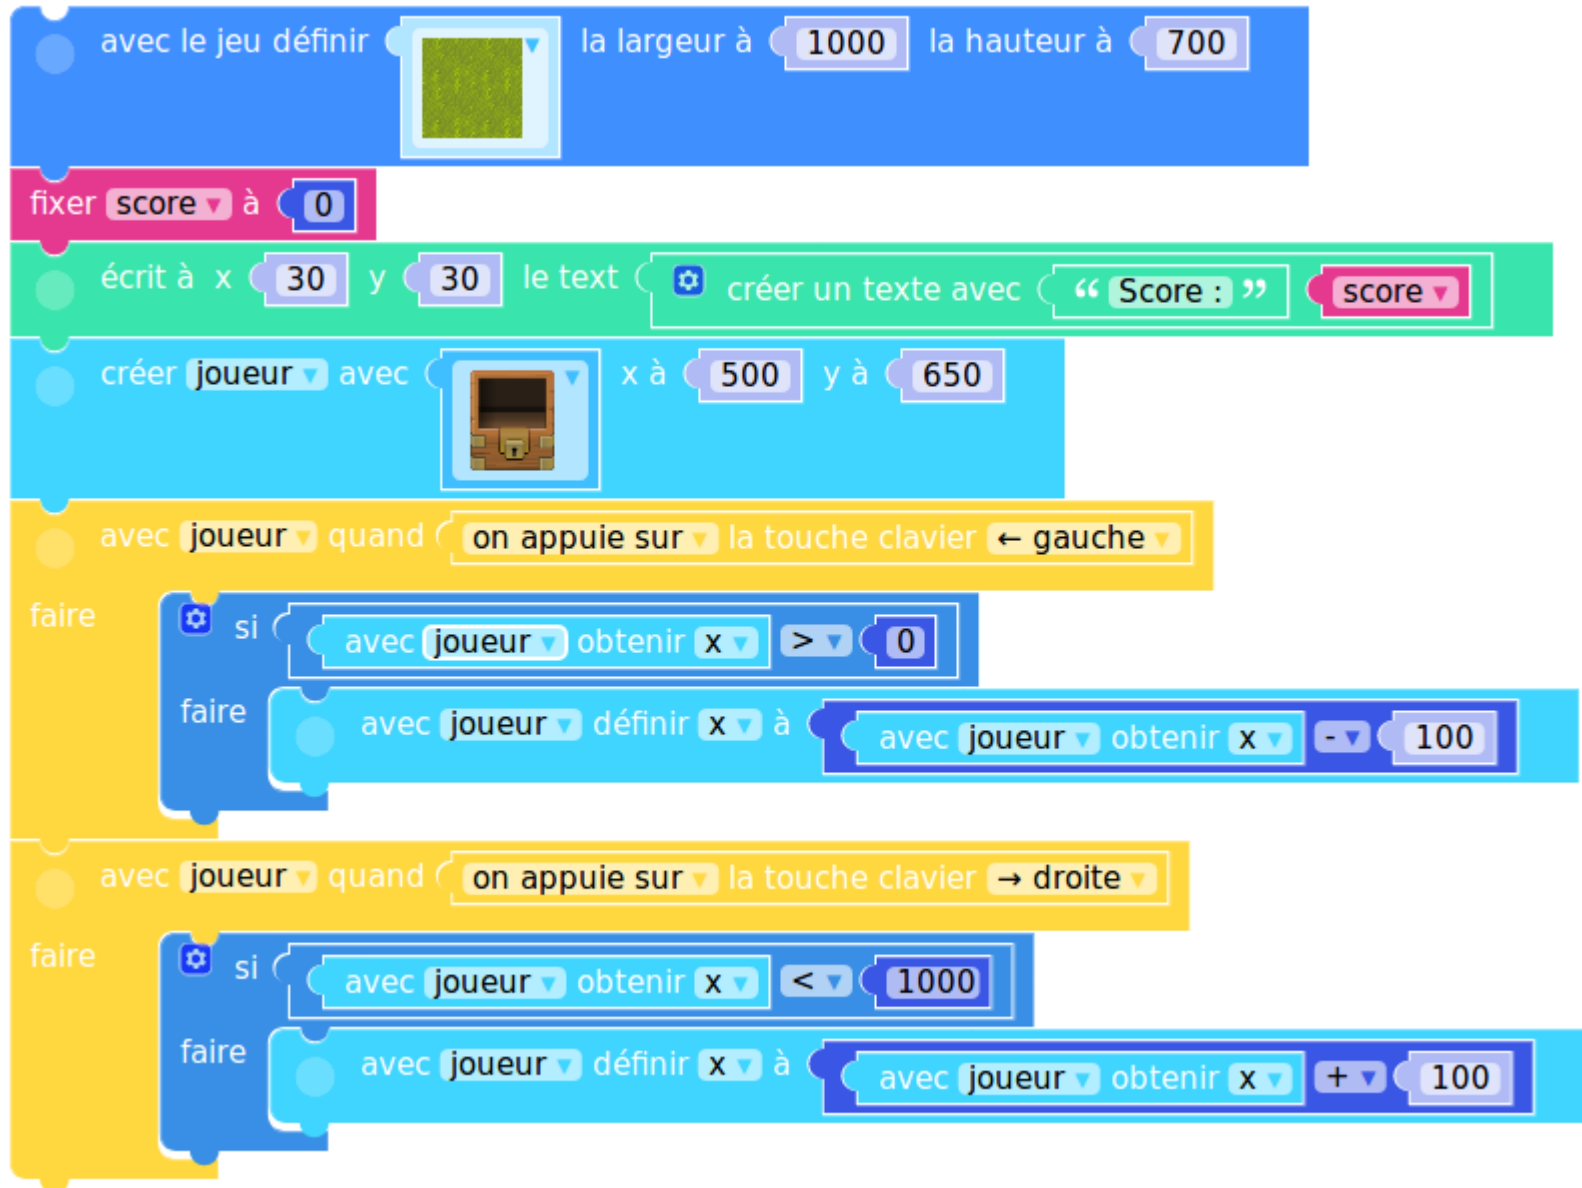 avec le jeu définir la largeur à 1000 la hauteur à 700
fixer score à 0
écrit à x 30 y 30 le text créer un texte avec “ Score : ” score
créer joueur avec x à 500 y à 650
avec joueur quand on appuie sur la touche clavier ← gauche
faire si avec joueur obtenir x > 0
faire avec joueur définir x à avec joueur obtenir x - 100
avec joueur quand on appuie sur la touche clavier → droite
faire si avec joueur obtenir x < 1000
faire avec joueur définir x à avec joueur obtenir x + 100